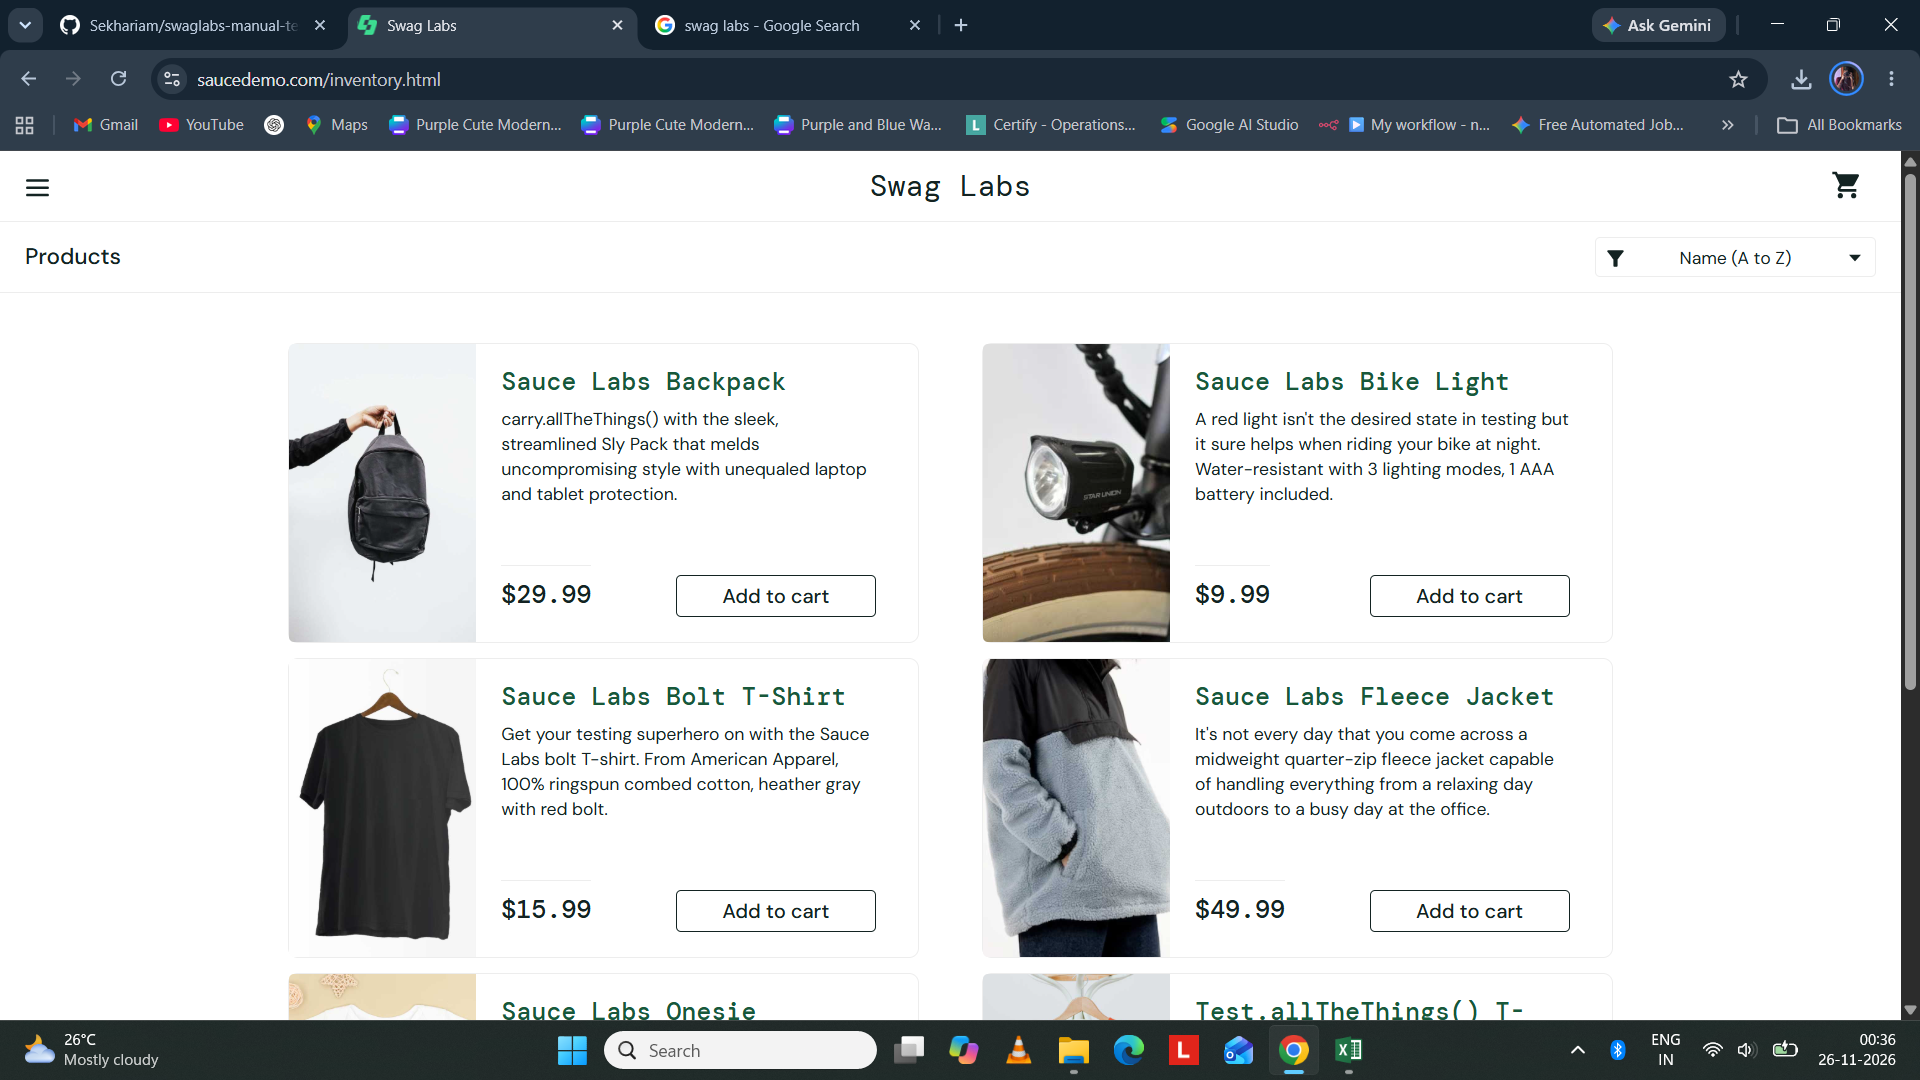 Sekhariam/swaglabs-manual-te
Swag Labs
swag labs - Google Search
Ask Gemini
saucedemo.com/inventory.html
Gmail
YouTube
Maps
Purple Cute Modern...
Purple Cute Modern...
Purple and Blue Wa...
L
Certify - Operations...
Google AI Studio
My workflow - n...
Free Automated Job...
All Bookmarks
Swag Labs
Products
Name (A to Z)
Sauce Labs Backpack
carry.allTheThings() with the sleek,
streamlined Sly Pack that melds
uncompromising style with unequaled laptop
and tablet protection.
$29.99
Add to cart
Sauce Labs Bike Light
A red light isn't the desired state in testing but
it sure helps when riding your bike at night.
Water-resistant with 3 lighting modes, 1 AAA
battery included.
STAR UNION
$9.99
Add to cart
Sauce Labs Bolt T-Shirt
Get your testing superhero on with the Sauce
Labs bolt T-shirt. From American Apparel,
100% ringspun combed cotton, heather gray
with red bolt.
$15.99
Add to cart
Sauce Labs Fleece Jacket
It's not every day that you come across a
midweight quarter-zip fleece jacket capable
of handling everything from a relaxing day
outdoors to a busy day at the office.
$49.99
Add to cart
Sauce Labs Onesie
Test.allTheThings() T-
26°C
Mostly cloudy
Search
L
ENG
IN
00:36
26-11-2026